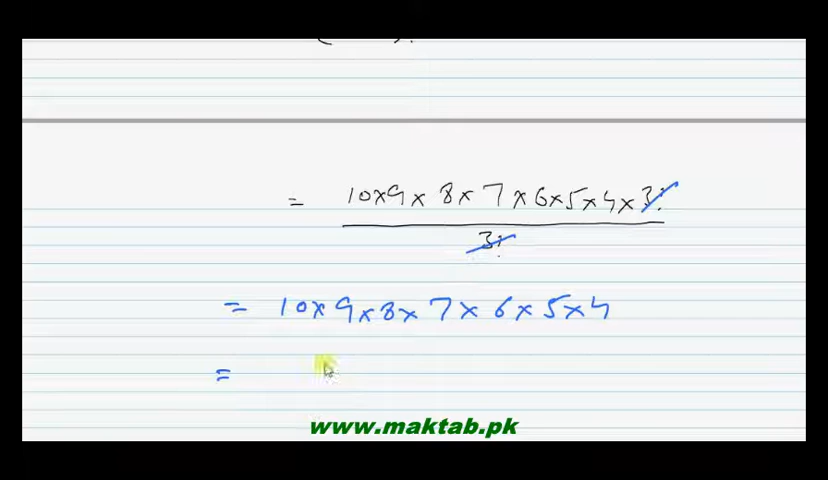 = 10×9× 8× 7×6×5×4×3!
3!
= 10×9×8×7×6×5×4
=
www.maktab.pk